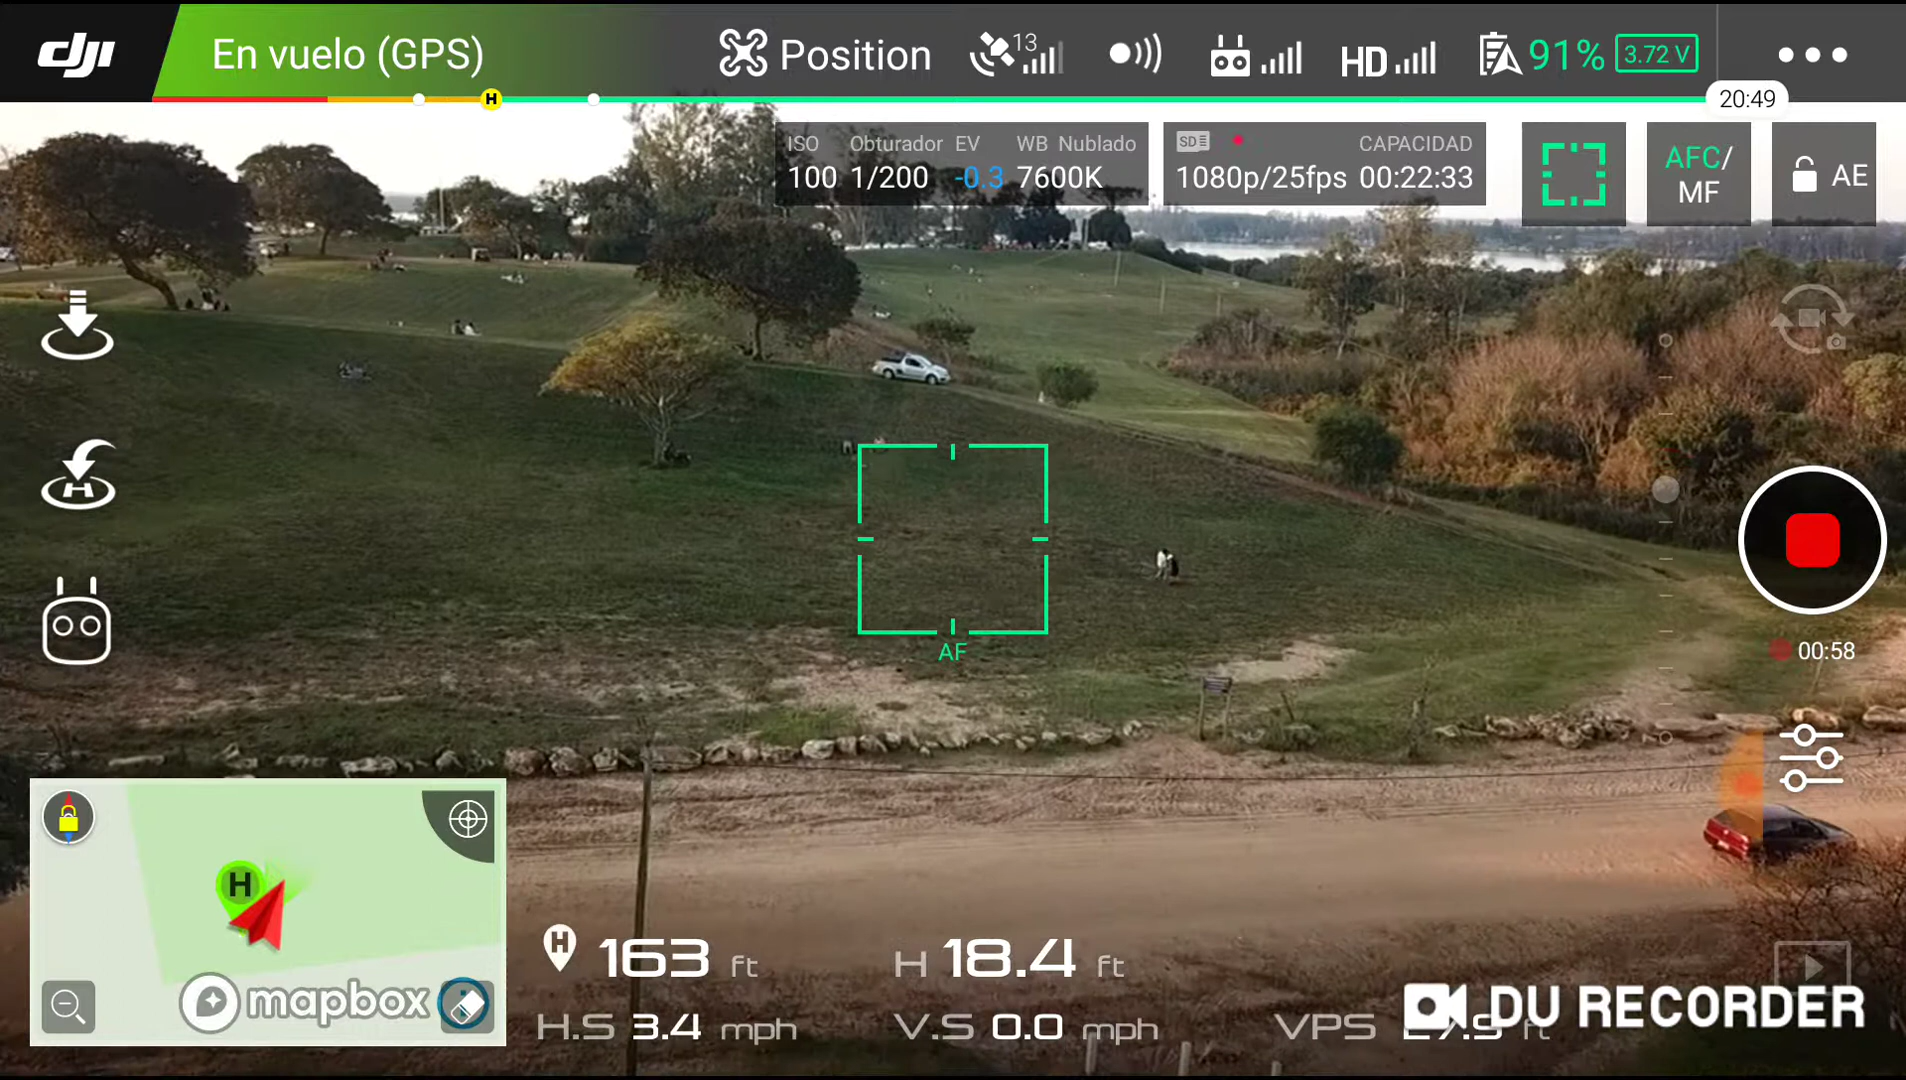 dji
En vuelo (GPS)
Position
13
HD
91%
3.72 V
20:49
ISO Obturador EV WB Nublado
100 1/200 -0.3 7600K
SD CAPACIDAD
1080p/25fps 00:22:33
AFC/
MF
AE
H
H
AF
00:58
H
mapbox
H 163 ft
H 18.4 ft
H.S 3.4 mph
V.S 0.0 mph
VPS ft
DU RECORDER